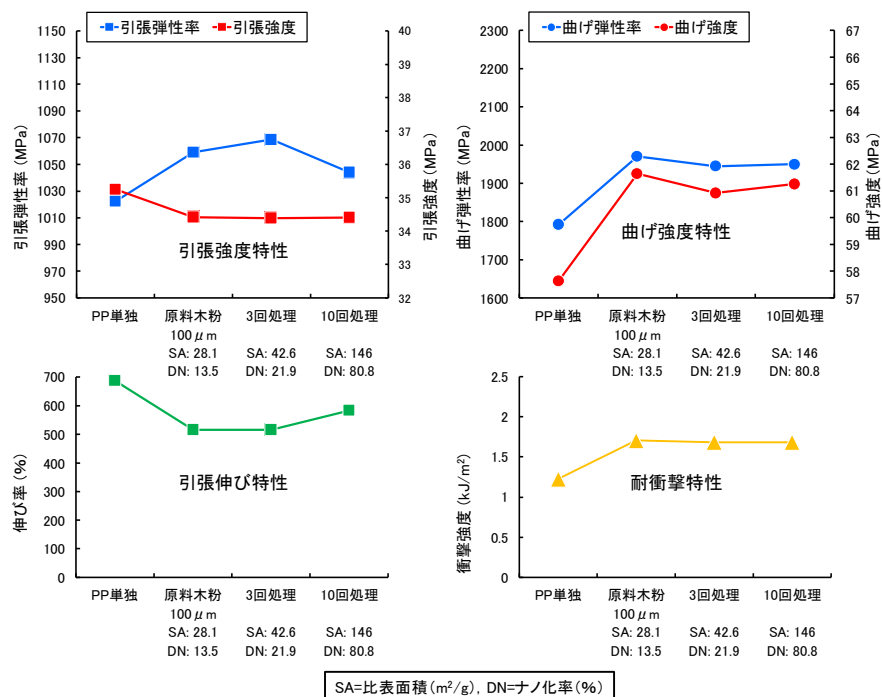 引張弾性率 引張強度
1150
1130
1110
1090
1070
1050
1030
1010
990
970
950
引張弾性率 (MPa)
40
39
38
37
36
35
34
33
32
引張強度 (MPa)
引張強度特性
PP単独 原料木粉 3回処理 10回処理
100μm
SA: 28.1 SA: 42.6 SA: 146
DN: 13.5 DN: 21.9 DN: 80.8
曲げ弾性率 曲げ強度
2300
2200
2100
2000
1900
1800
1700
1600
曲げ弾性率 (MPa)
67
66
65
64
63
62
61
60
59
58
57
曲げ強度 (MPa)
曲げ強度特性
PP単独 原料木粉 3回処理 10回処理
100μm
SA: 28.1 SA: 42.6 SA: 146
DN: 13.5 DN: 21.9 DN: 80.8
700
600
500
400
300
200
100
0
伸び率 (%)
引張伸び特性
PP単独 原料木粉 3回処理 10回処理
100μm
SA: 28.1 SA: 42.6 SA: 146
DN: 13.5 DN: 21.9 DN: 80.8
2.5
2
1.5
1
0.5
0
衝撃強度 (kJ/m²)
耐衝撃特性
PP単独 原料木粉 3回処理 10回処理
100μm
SA: 28.1 SA: 42.6 SA: 146
DN: 13.5 DN: 21.9 DN: 80.8
SA=比表面積(m²/g), DN=ナノ化率(%)